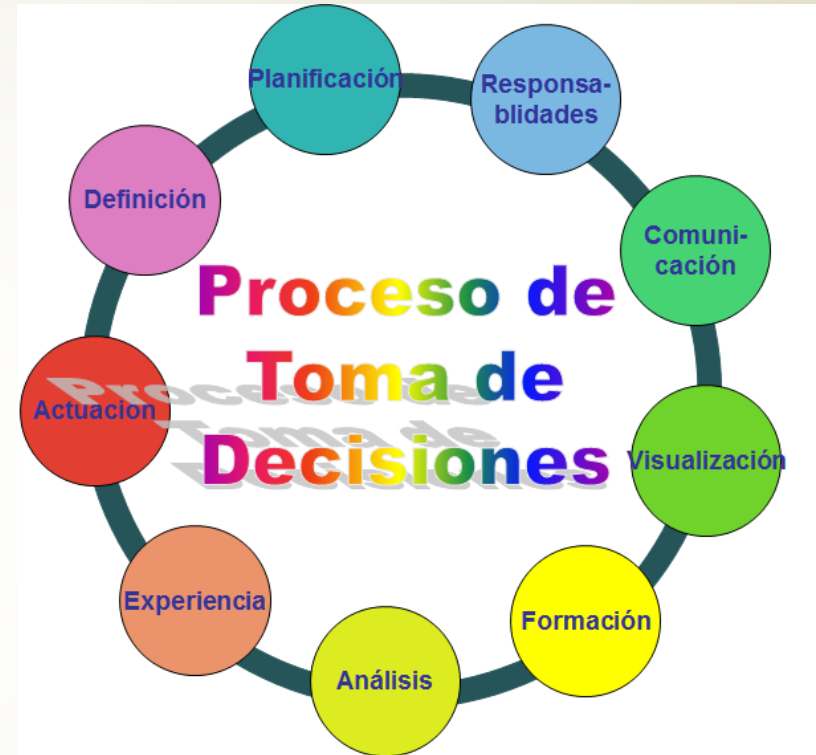 Planificación
Responsa-
blidades
Comuni-
cación
Visualización
Formación
Análisis
Experiencia
Actuacion
Definición
Proceso de
Toma de
Decisiones